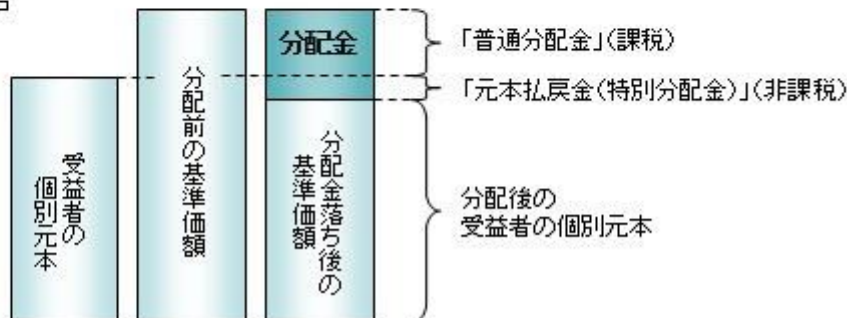 受益者の
個別元本
分配前の基準価額
分配金
分配金落ち後の
基準価額
「普通分配金」(課税)
「元本払戻金(特別分配金)」(非課税)
分配後の
受益者の個別元本